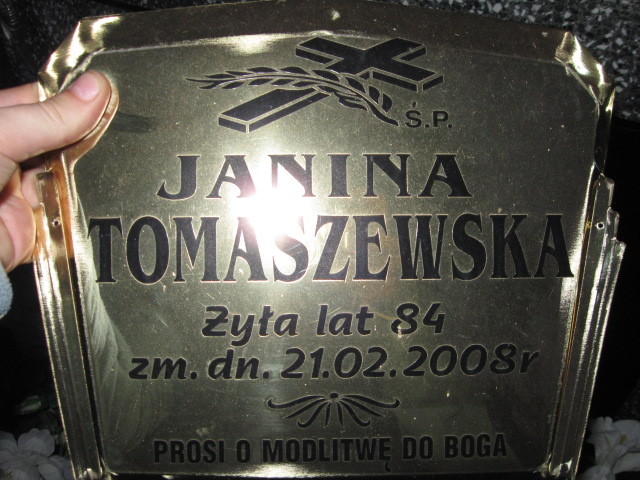 Ś.P.
JANINA
TOMASZEWSKA
Żyła lat 84
zm. dn. 21.02.2008r
PROSI O MODLITWĘ DO BOGA